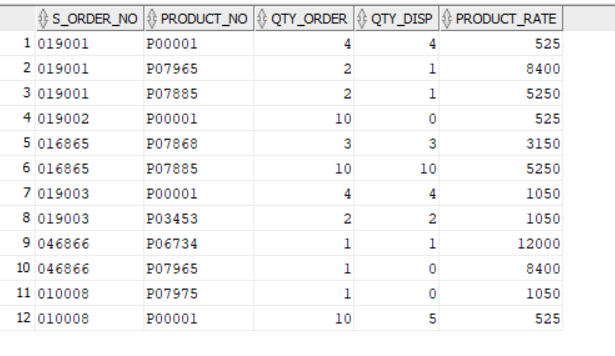 S_ORDER_NO PRODUCT_NO QTY_ORDER QTY_DISP PRODUCT_RATE
1 019001 P00001 4 4 525
2 019001 P07965 2 1 8400
3 019001 P07885 2 1 5250
4 019002 P00001 10 0 525
5 016865 P07868 3 3 3150
6 016865 P07885 10 10 5250
7 019003 P00001 4 4 1050
8 019003 P03453 2 2 1050
9 046866 P06734 1 1 12000
10 046866 P07965 1 0 8400
11 010008 P07975 1 0 1050
12 010008 P00001 10 5 525